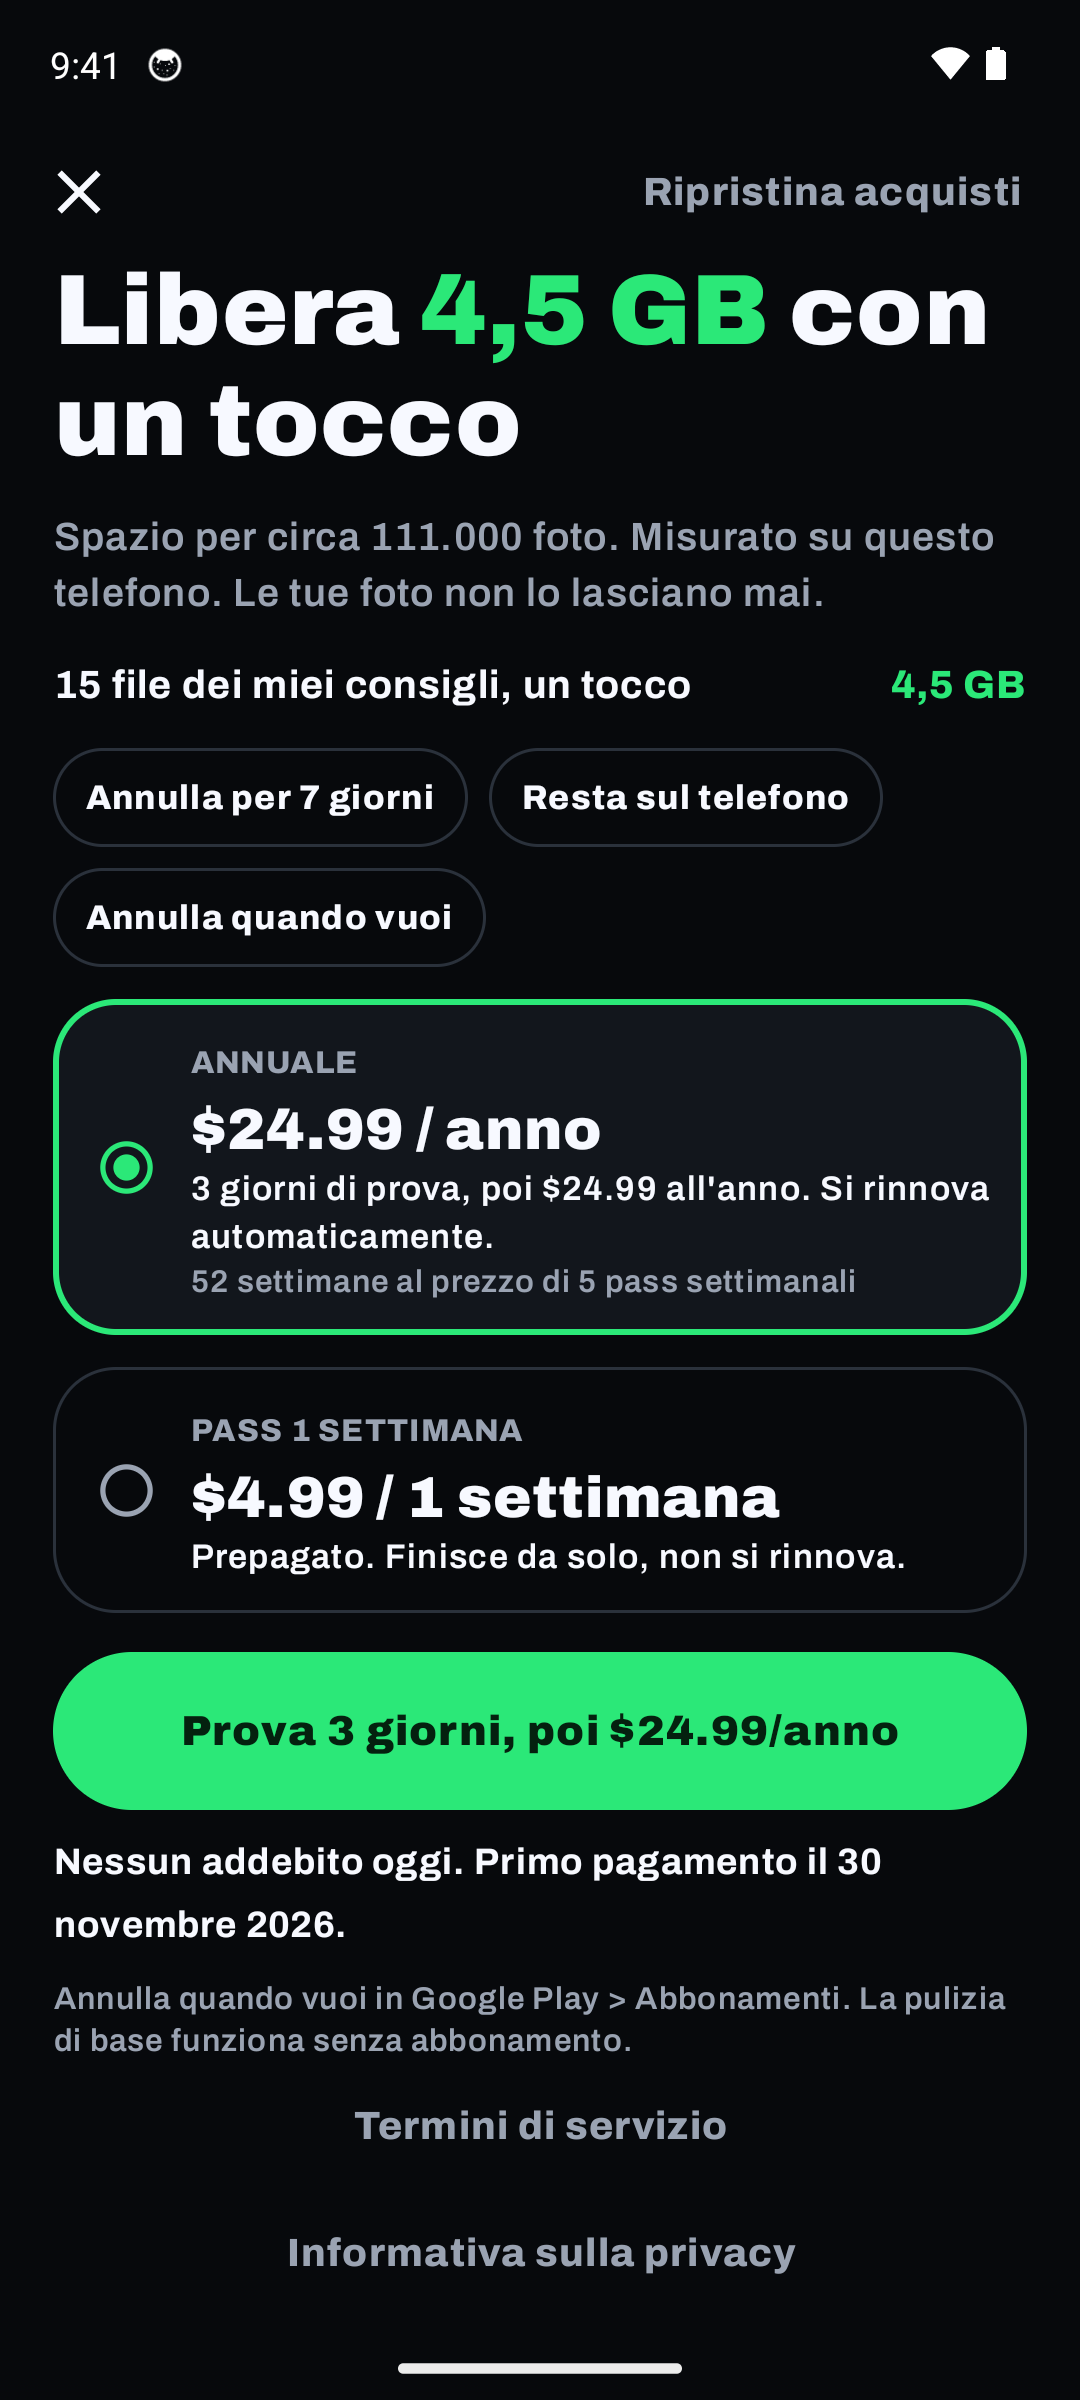 9:41
Ripristina acquisti
Libera 4,5 GB con
un tocco
Spazio per circa 111.000 foto. Misurato su questo
telefono. Le tue foto non lo lasciano mai.
15 file dei miei consigli, un tocco
4,5 GB
Annulla per 7 giorni
Resta sul telefono
Annulla quando vuoi
ANNUALE
$24.99 / anno
3 giorni di prova, poi $24.99 all'anno. Si rinnova
automaticamente.
52 settimane al prezzo di 5 pass settimanali
PASS 1 SETTIMANA
$4.99 / 1 settimana
Prepagato. Finisce da solo, non si rinnova.
Prova 3 giorni, poi $24.99/anno
Nessun addebito oggi. Primo pagamento il 30
novembre 2026.
Annulla quando vuoi in Google Play > Abbonamenti. La pulizia
di base funziona senza abbonamento.
Termini di servizio
Informativa sulla privacy